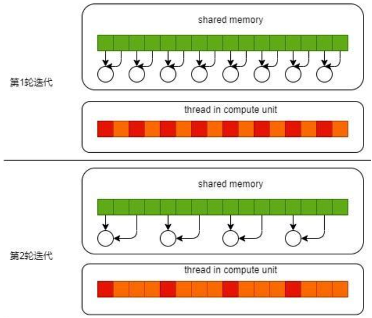 shared memory
第1轮迭代
thread in compute unit
shared memory
第2轮迭代
thread in compute unit